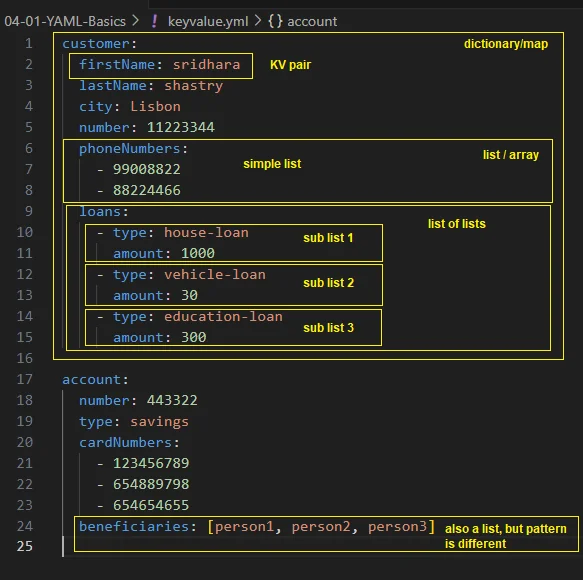 04-01-YAML-Basics > ! keyvalue.yml > {} account
1 customer: dictionary/map
2 firstName: sridhara KV pair
3 lastName: shastry
4 city: Lisbon
5 number: 11223344
6 phoneNumbers: list / array
7 - 99008822 simple list
8 - 88224466
9 loans: list of lists
10 - type: house-loan sub list 1
11 amount: 1000
12 - type: vehicle-loan sub list 2
13 amount: 30
14 - type: education-loan sub list 3
15 amount: 300
16
17 account:
18 number: 443322
19 type: savings
20 cardNumbers:
21 - 123456789
22 - 654889798
23 - 654654655
24 beneficiaries: [person1, person2, person3] also a list, but pattern
25 is different